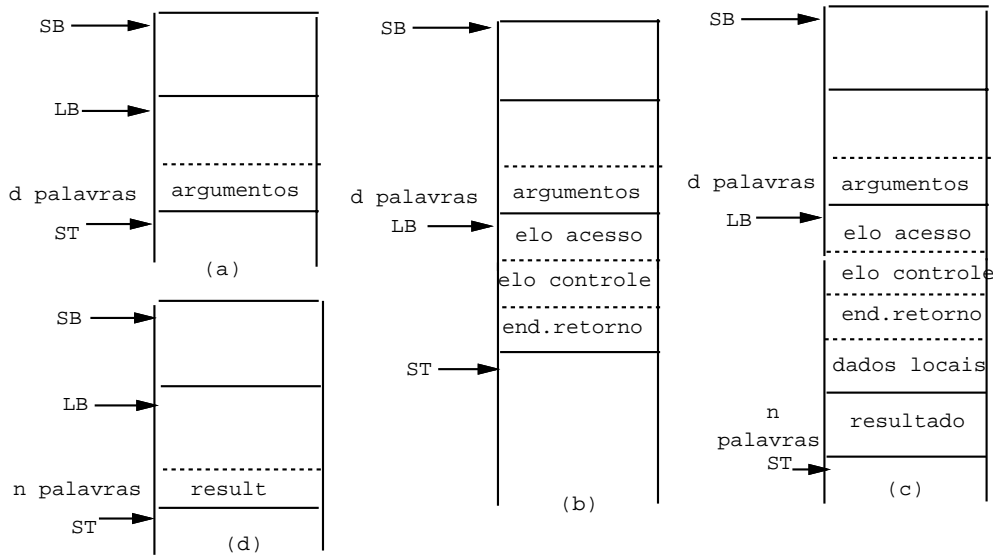 SB
LB
d palavras
argumentos
ST
(a)
SB
LB
n palavras
result
ST
(d)
SB
argumentos
d palavras
LB
elo acesso
elo controle
end.retorno
ST
(b)
SB
d palavras
argumentos
LB
elo acesso
elo controle
end.retorno
dados locais
n
palavras
resultado
ST
(c)